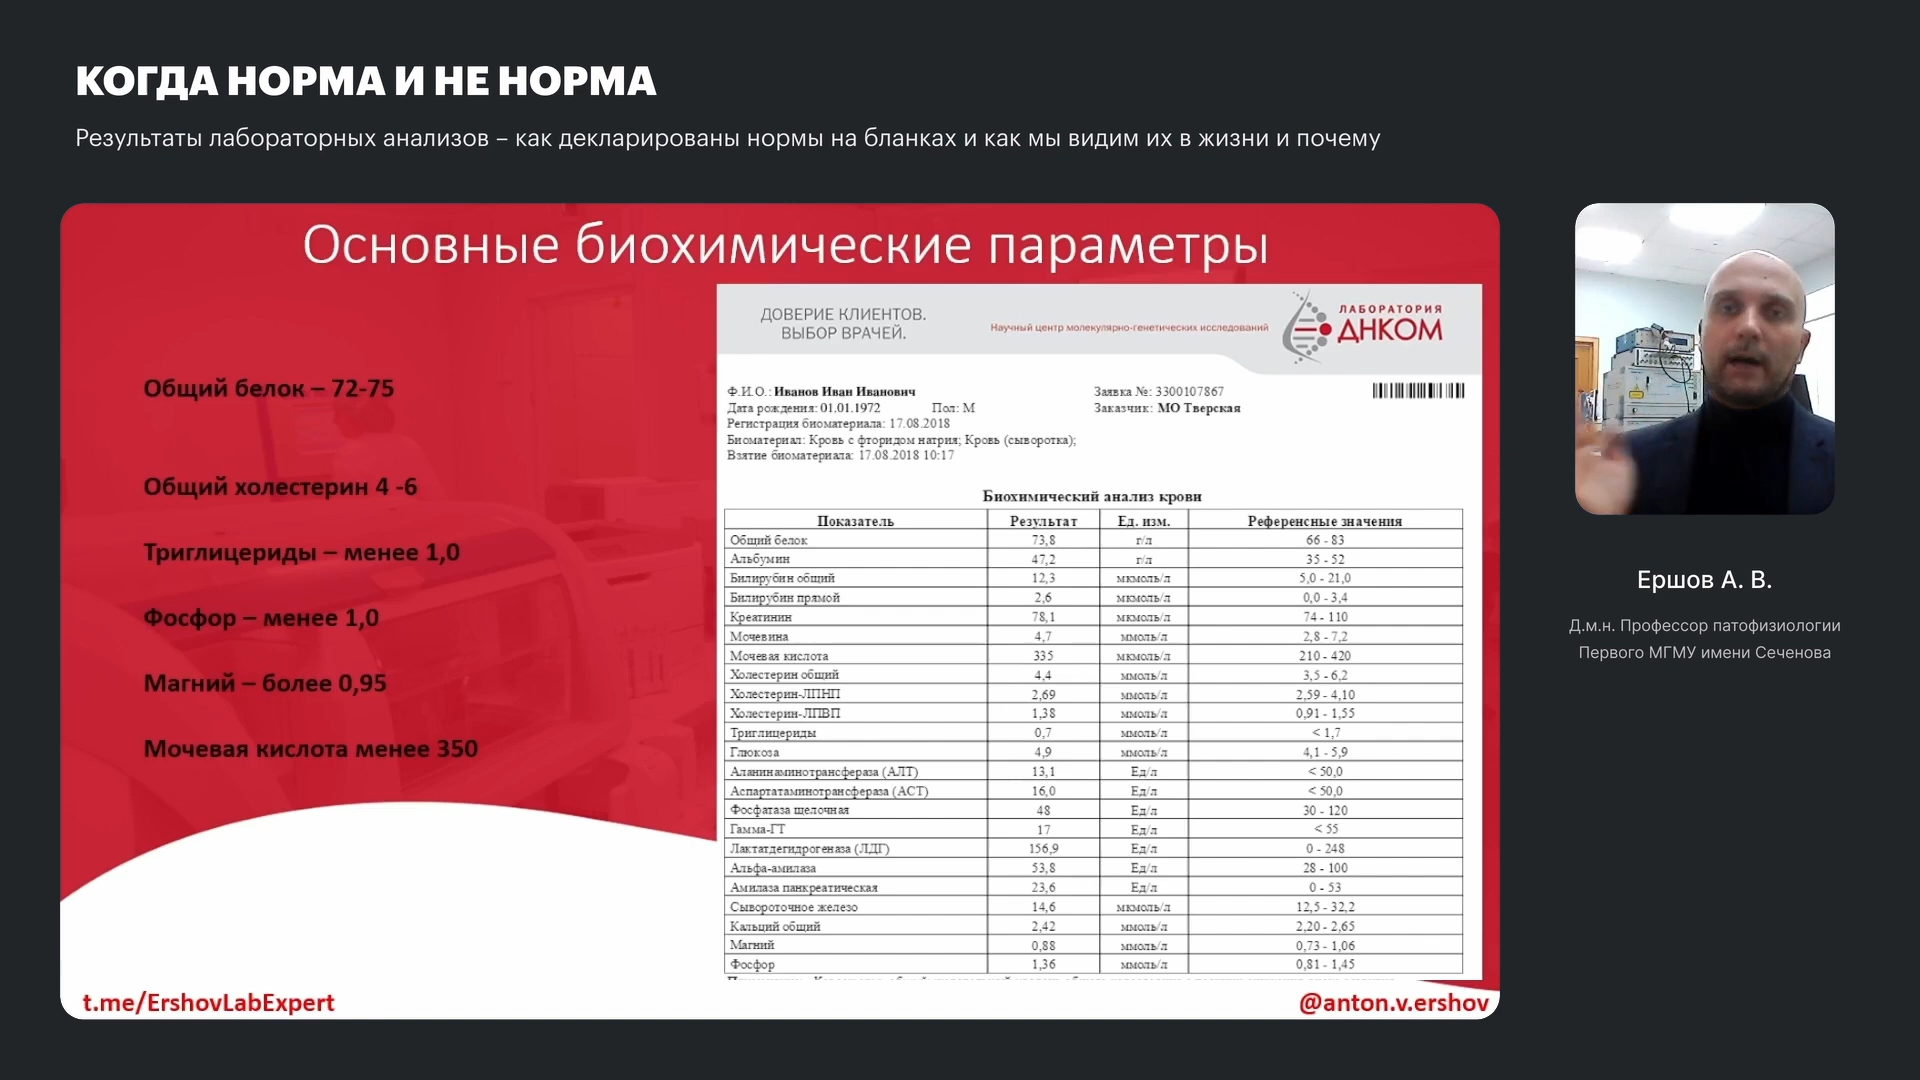 КОГДА НОРМА И НЕ НОРМА
Результаты лабораторных анализов – как декларированы нормы на бланках и как мы видим их в жизни и почему
Основные биохимические параметры
Общий белок – 72-75
Общий холестерин 4 -6
Триглицериды – менее 1,0
Фосфор – менее 1,0
Магний – более 0,95
Мочевая кислота менее 350
ДОВЕРИЕ КЛИЕНТОВ.
ВЫБОР ВРАЧЕЙ.
Научный центр молекулярно-генетических исследований
ЛАБОРАТОРИЯ
ДНКОМ
Ф.И.О.: Иванов Иван Иванович Заявка №: 3300107867
Дата рождения: 01.01.1972 Пол: М Заказчик: МО Тверская
Регистрация биоматериала: 17.08.2018
Биоматериал: Кровь с фторидом натрия; Кровь (сыворотка);
Взятие биоматериала: 17.08.2018 10:17
Биохимический анализ крови
Показатель Результат Ед. изм. Референсные значения
Общий белок 73,8 г/л 66 - 83
Альбумин 47,2 г/л 35 - 52
Билирубин общий 12,3 мкмоль/л 5,0 - 21,0
Билирубин прямой 2,6 мкмоль/л 0,0 - 3,4
Креатинин 78,1 мкмоль/л 74 - 110
Мочевина 4,7 ммоль/л 2,8 - 7,2
Мочевая кислота 335 мкмоль/л 210 - 420
Холестерин общий 4,4 ммоль/л 3,5 - 6,2
Холестерин-ЛПНП 2,69 ммоль/л 2,59 - 4,10
Холестерин-ЛПВП 1,38 ммоль/л 0,91 - 1,55
Триглицериды 0,7 ммоль/л < 1,7
Глюкоза 4,9 ммоль/л 4,1 - 5,9
Аланинаминотрансфераза (АЛТ) 13,1 Ед/л < 50,0
Аспартатаминотрансфераза (АСТ) 16,0 Ед/л < 50,0
Фосфатаза щелочная 48 Ед/л 30 - 120
Гамма-ГТ 17 Ед/л < 55
Лактатдегидрогеназа (ЛДГ) 156,9 Ед/л 0 - 248
Альфа-амилаза 53,8 Ед/л 28 - 100
Амилаза панкреатическая 23,6 Ед/л 0 - 53
Сывороточное железо 14,6 мкмоль/л 12,5 - 32,2
Кальций общий 2,42 ммоль/л 2,20 - 2,65
Магний 0,88 ммоль/л 0,73 - 1,06
Фосфор 1,36 ммоль/л 0,81 - 1,45
t.me/ErshovLabExpert
@anton.v.ershov
Ершов А. В.
Д.м.н. Профессор патофизиологии
Первого МГМУ имени Сеченова